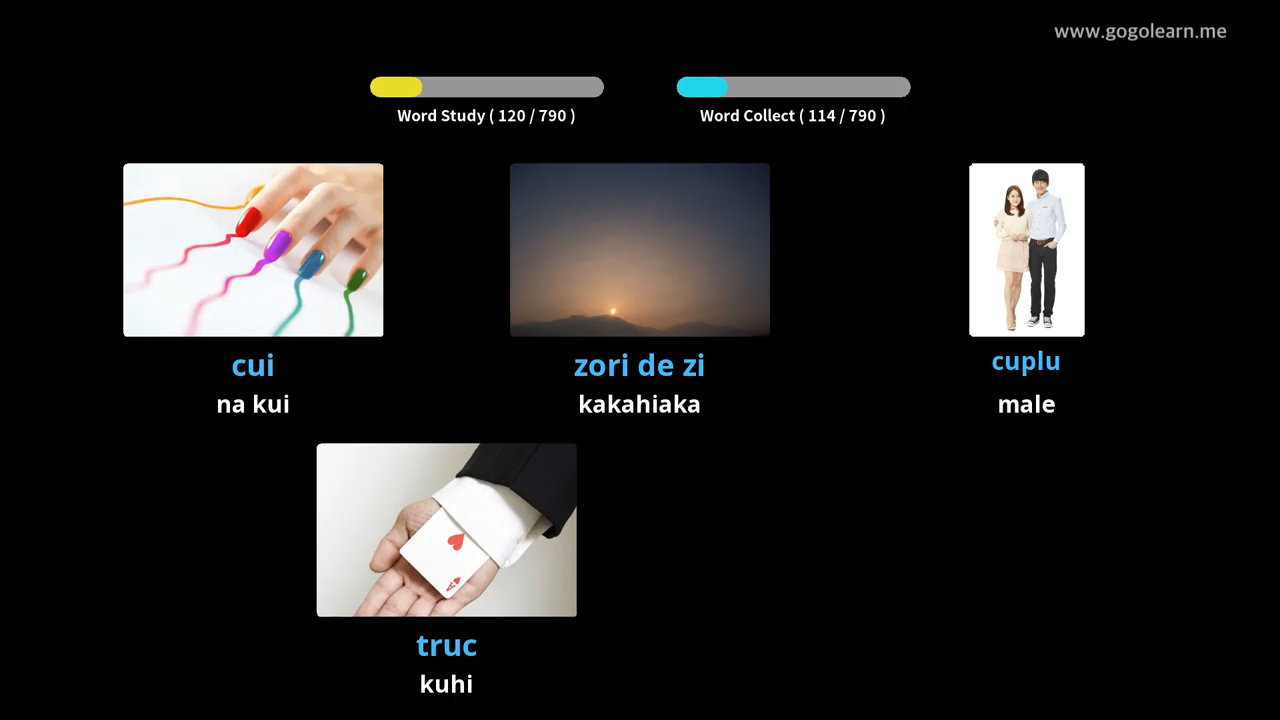 www.gogolearn.me
Word Study ( 120 / 790 )
Word Collect ( 114 / 790 )
cui
na kui
zori de zi
kakahiaka
cuplu
male
truc
kuhi